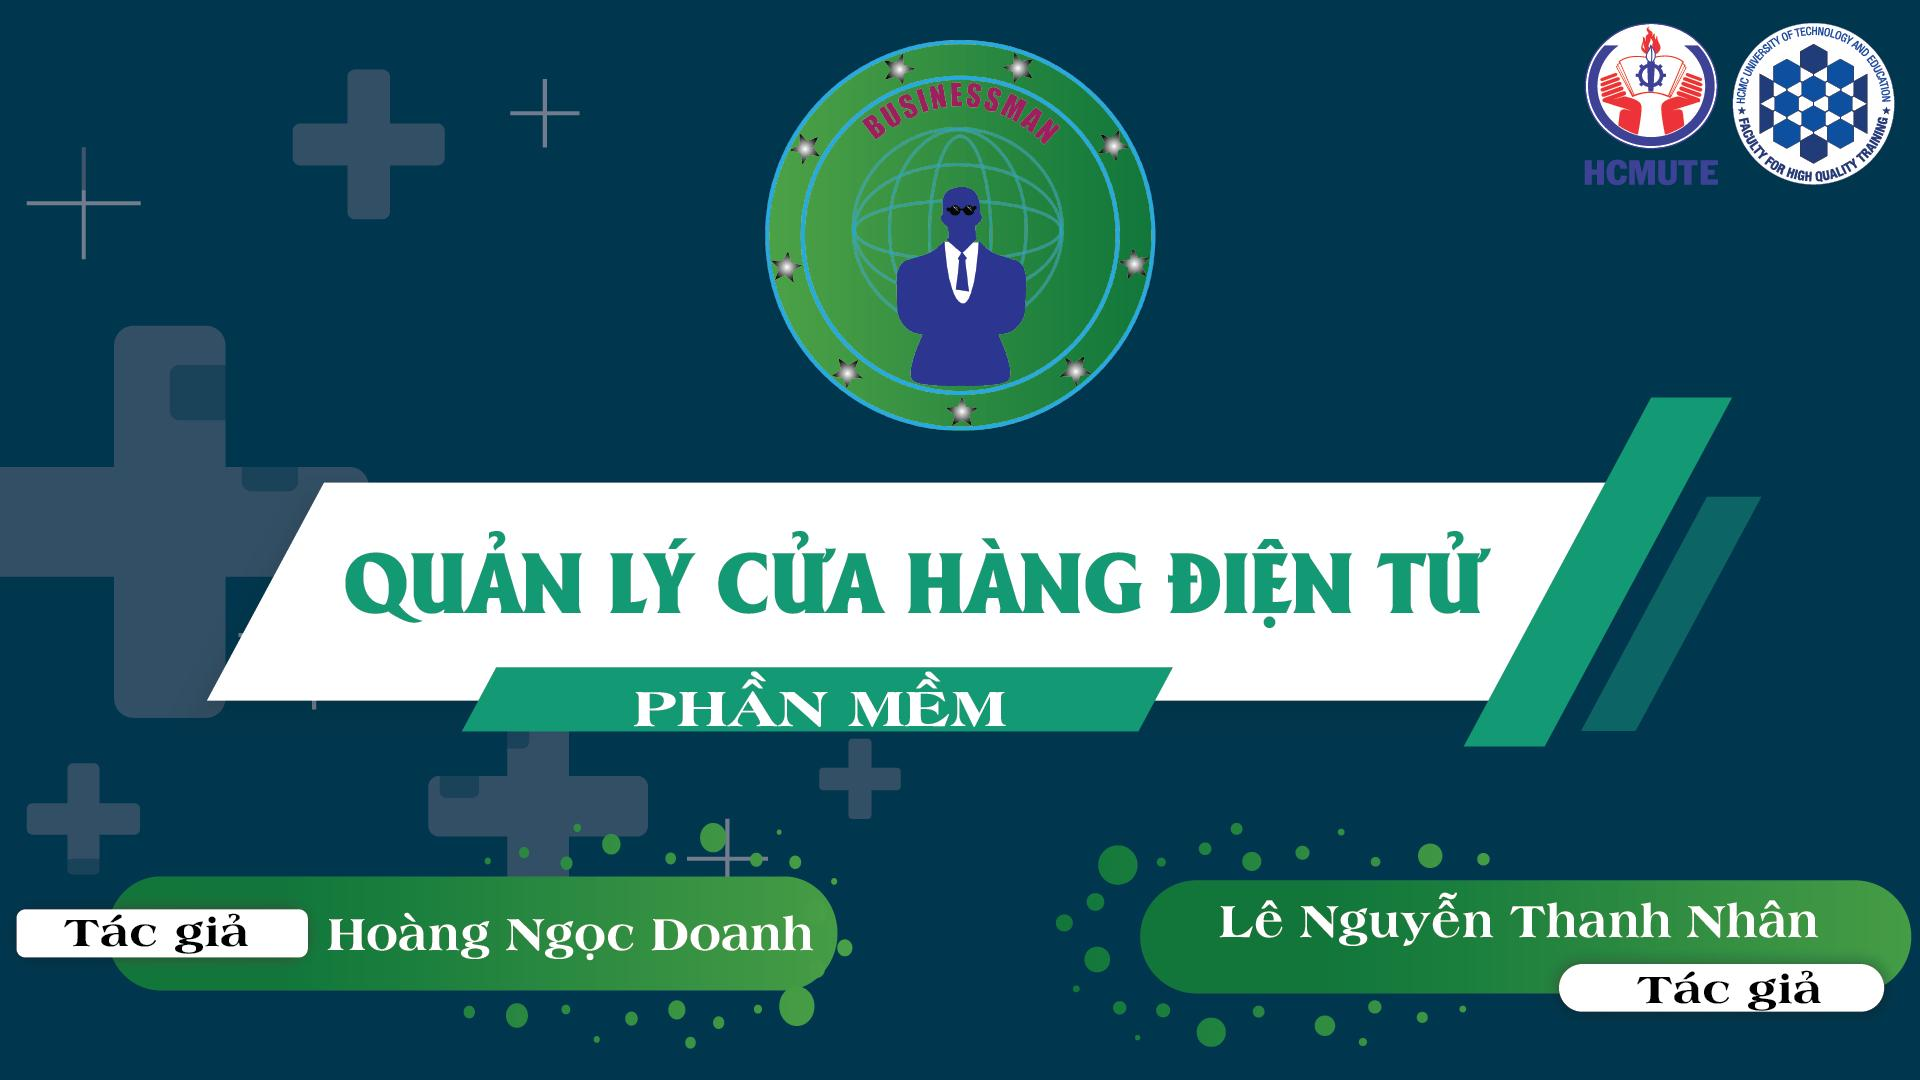 BUSINESSMAN
HCMUTE
HCMC UNIVERSITY OF TECHNOLOGY AND EDUCATION
★ FACULTY FOR HIGH QUALITY TRAINING ★
QUẢN LÝ CỬA HÀNG ĐIỆN TỬ
PHẦN MỀM
Tác giả
Hoàng Ngọc Doanh
Lê Nguyễn Thanh Nhân
Tác giả